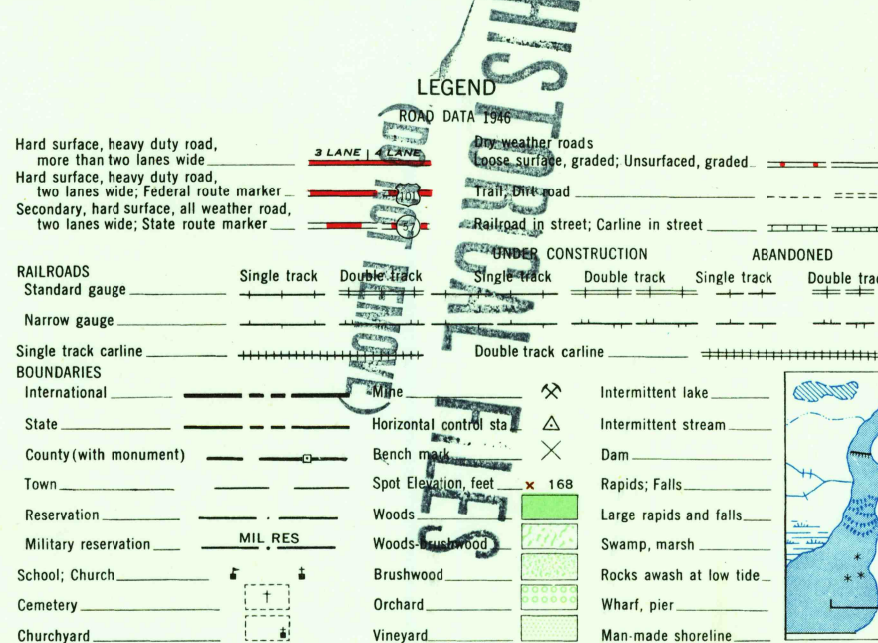 LEGEND
ROAD DATA 1946
Hard surface, heavy duty road,
more than two lanes wide
3 LANE | 4 LANE
Hard surface, heavy duty road,
two lanes wide; Federal route marker
101
Secondary, hard surface, all weather road,
two lanes wide; State route marker
Dry weather roads
Loose surface, graded; Unsurfaced, graded
Trail; Dirt road
Railroad in street; Carline in street
UNDER CONSTRUCTION
ABANDONED
RAILROADS
Single track Double track Single track Double track Single track Double
Standard gauge
Narrow gauge
Single track carline
Double track carline
BOUNDARIES
International
State
County (with monument)
Town
Reservation
Military reservation
MIL RES
School; Church
Cemetery
Churchyard
Mine
Horizontal control sta
Bench mark
Spot Elevation, feet
x 168
Woods
Woods-brushwood
Brushwood
Orchard
Vineyard
Intermittent lake
Intermittent stream
Dam
Rapids; Falls
Large rapids and falls
Swamp, marsh
Rocks awash at low tide
Wharf, pier
Man-made shoreline
HISTORICAL
FILES
(DO NOT REMOVE)